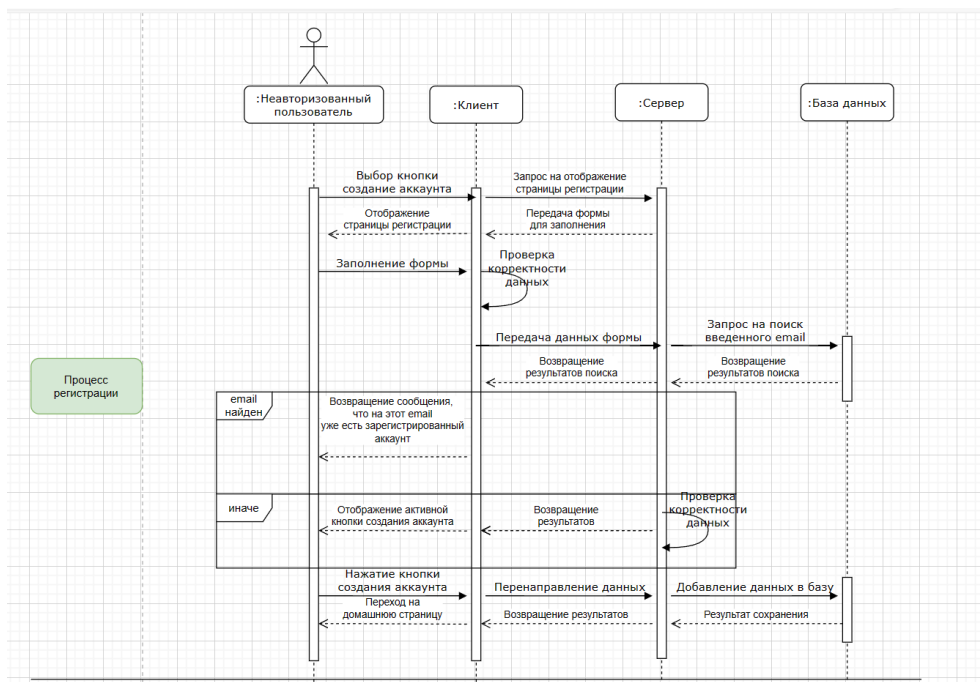 :Неавторизованный
пользователь
:Клиент
:Сервер
:База данных
Выбор кнопки
создание аккаунта
Запрос на отображение
страницы регистрации
Отображение
страницы регистрации
Передача формы
для заполнения
Заполнение формы
Проверка
корректности
данных
Передача данных формы
Запрос на поиск
введенного email
Возвращение
результатов поиска
Возвращение
результатов поиска
Процесс
регистрации
email
найден
Возвращение сообщения,
что на этот email
уже есть зарегистрированный
аккаунт
иначе
Отображение активной
кнопки создания аккаунта
Возвращение
результатов
Проверка
корректности
данных
Нажатие кнопки
создания аккаунта
Перенаправление данных
Добавление данных в базу
Переход на
домашнюю страницу
Возвращение результатов
Результат сохранения